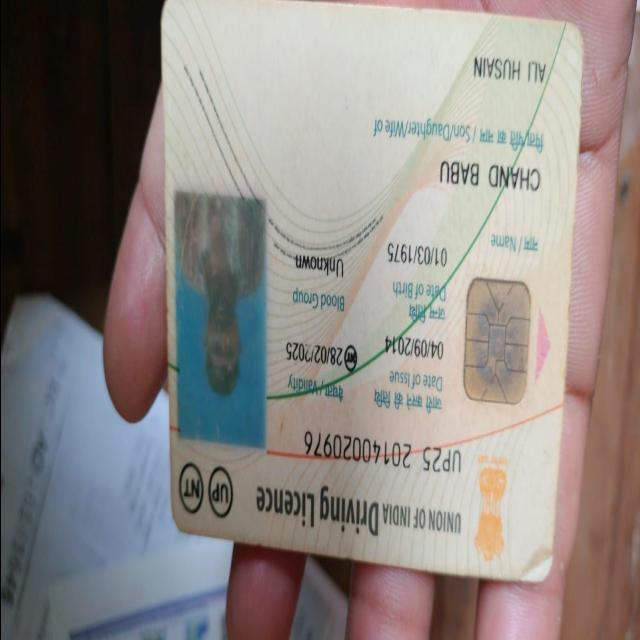 UNION OF INDIA Driving Licence UP NT
UP25 20140020976
जारी करने की तिथि
Date of Issue
वैधता / Validity
04/09/2014
NT 28/02/2025
जन्म तिथि
Date of Birth
Blood Group
01/03/1975
Unknown
नाम / Name
CHAND BABU
पिता/पति का नाम / Son/Daughter/Wife of
ALI HUSAIN